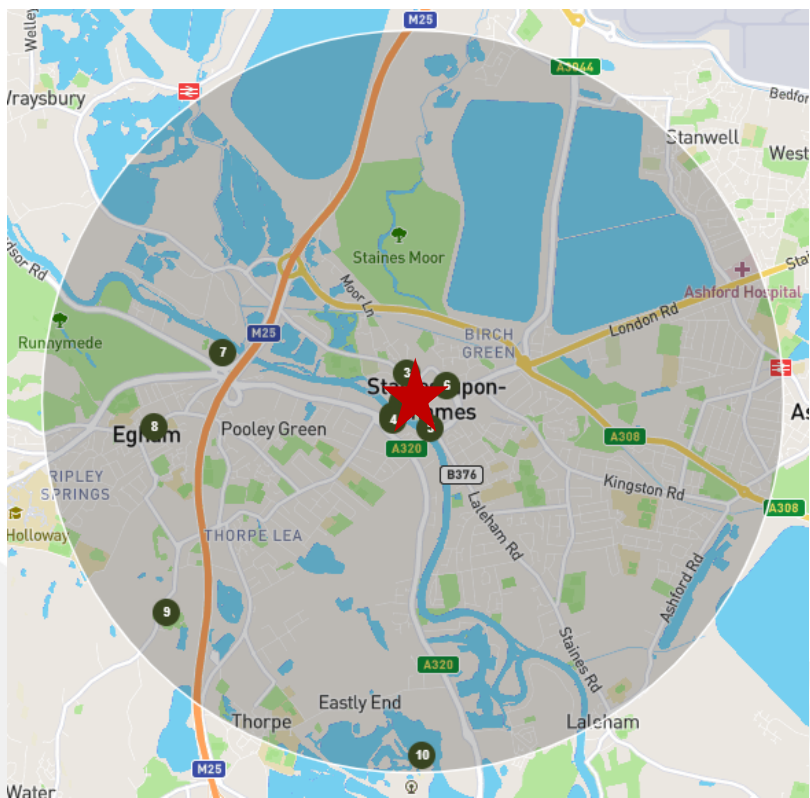 Welley
M25
A3044
Wraysbury
Bedfo
Stanwell
West
Staines Moor
Stai
Ashford Hospital
London Rd
dsor Rd
Moor Ln
Runnymede
M25
BIRCH
GREEN
7
3
6
Sta
pon-
mes
4
5
8
Egham
Pooley Green
A320
A308
As
RIPLEY
SPRINGS
B376
Kingston Rd
A308
Holloway
THORPE LEA
Laleham Rd
Ashford Rd
9
Staines Rd
A320
Eastly End
Thorpe
Laleham
10
M25
Water